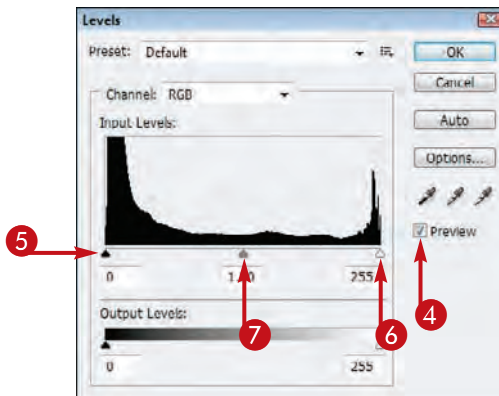 Levels
Preset: Default
OK
Cancel
Channel: RGB
Auto
Input Levels:
Options...
Preview
5
4
0
255
7
6
Output Levels:
0
255